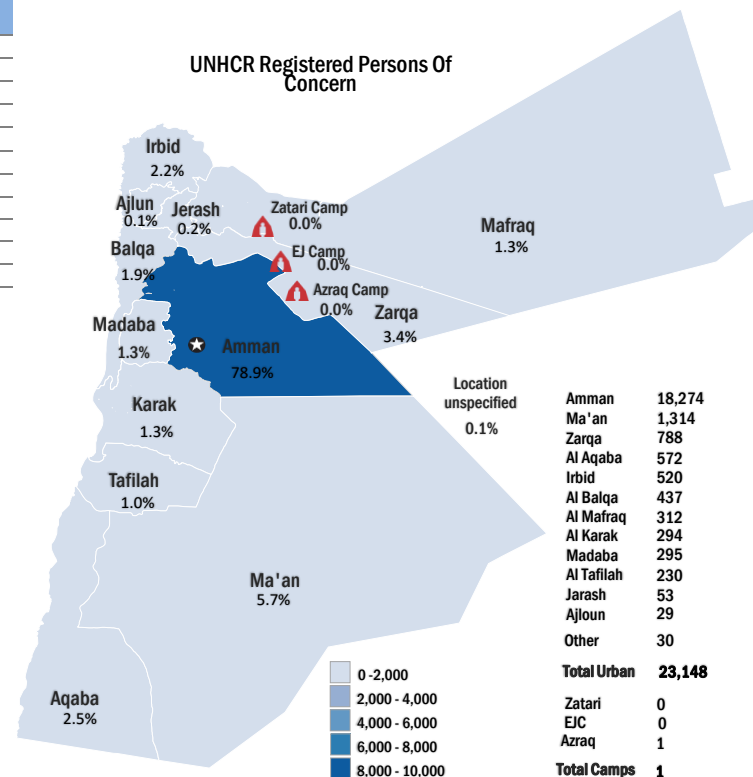 UNHCR Registered Persons Of
Concern
Irbid
2.2%
Ajlun
0.1%
Jerash
0.2%
Zatari Camp
0.0%
Mafraq
1.3%
Balqa
1.9%
EJ Camp
0.0%
Azraq Camp
0.0%
Zarqa
3.4%
Madaba
1.3%
Amman
78.9%
Location
unspecified
0.1%
Karak
1.3%
Tafilah
1.0%
Ma'an
5.7%
Aqaba
2.5%
0 -2,000
2,000 - 4,000
4,000 - 6,000
6,000 - 8,000
8,000 - 10,000
Amman 18,274
Ma'an 1,314
Zarqa 788
Al Aqaba 572
Irbid 520
Al Balqa 437
Al Mafraq 312
Al Karak 294
Madaba 295
Al Tafilah 230
Jarash 53
Ajloun 29
Other 30
Total Urban 23,148
Zatari 0
EJC 0
Azraq 1
Total Camps 1